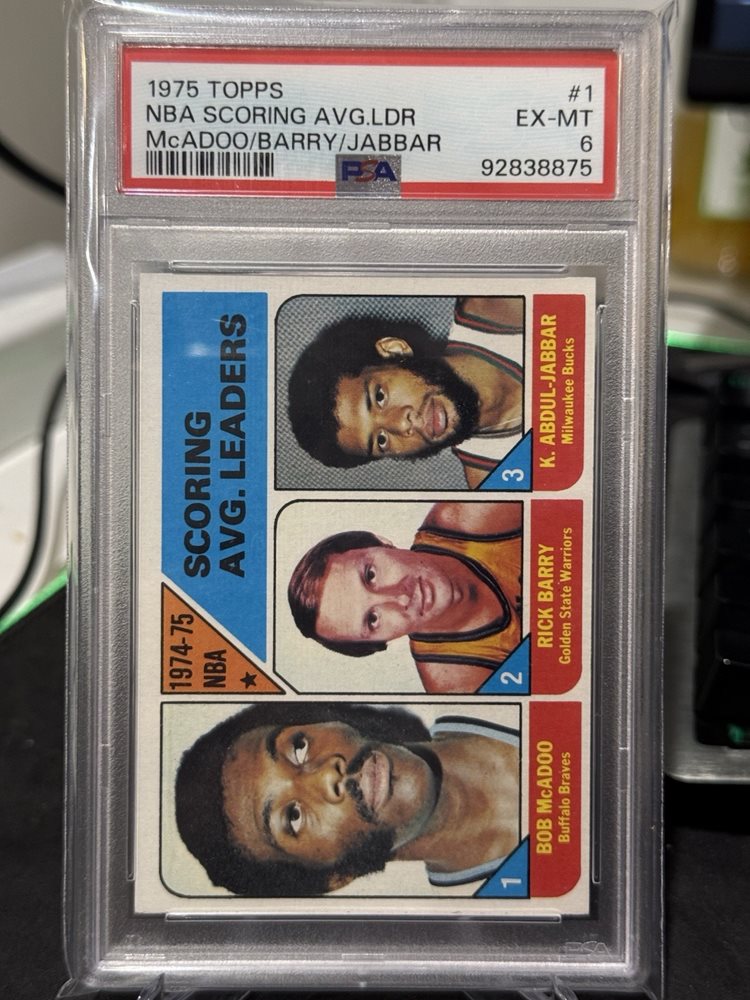 1975 TOPPS #1
NBA SCORING AVG.LDR EX-MT
McADOO/BARRY/JABBAR 6
PSA 92838875
1974-75
NBA
SCORING
AVG. LEADERS
1
BOB McADOO
Buffalo Braves
2
RICK BARRY
Golden State Warriors
3
K. ABDUL-JABBAR
Milwaukee Bucks
PSA